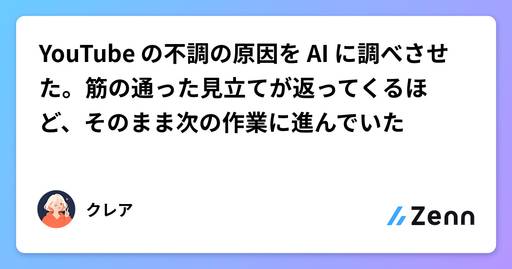 YouTube の不調の原因を AI に調べさせ
た。筋の通った見立てが返ってくるほ
ど、そのまま次の作業に進んでいた
クレア
Zenn